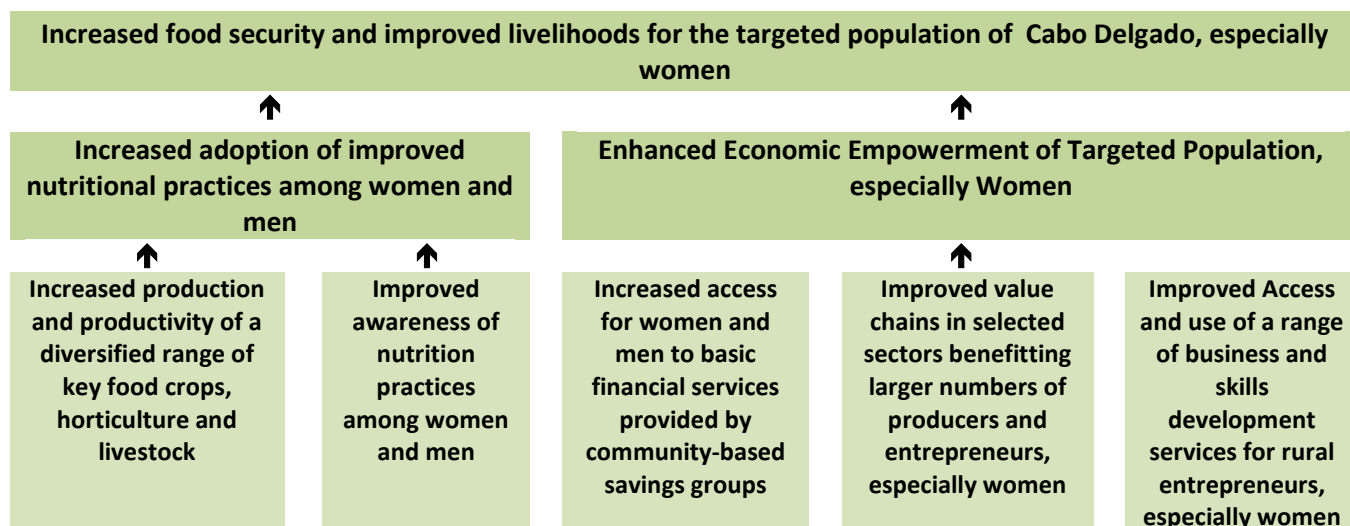 Increased food security and improved livelihoods for the targeted population of Cabo Delgado, especially
women
Increased adoption of improved
nutritional practices among women and
men
Enhanced Economic Empowerment of Targeted Population,
especially Women
Increased production
and productivity of a
diversified range of
key food crops,
horticulture and
livestock
Improved
awareness of
nutrition
practices
among women
and men
Increased access
for women and
men to basic
financial services
provided by
community-based
savings groups
Improved value
chains in selected
sectors benefitting
larger numbers of
producers and
entrepreneurs,
especially women
Improved Access
and use of a range
of business and
skills
development
services for rural
entrepreneurs,
especially women